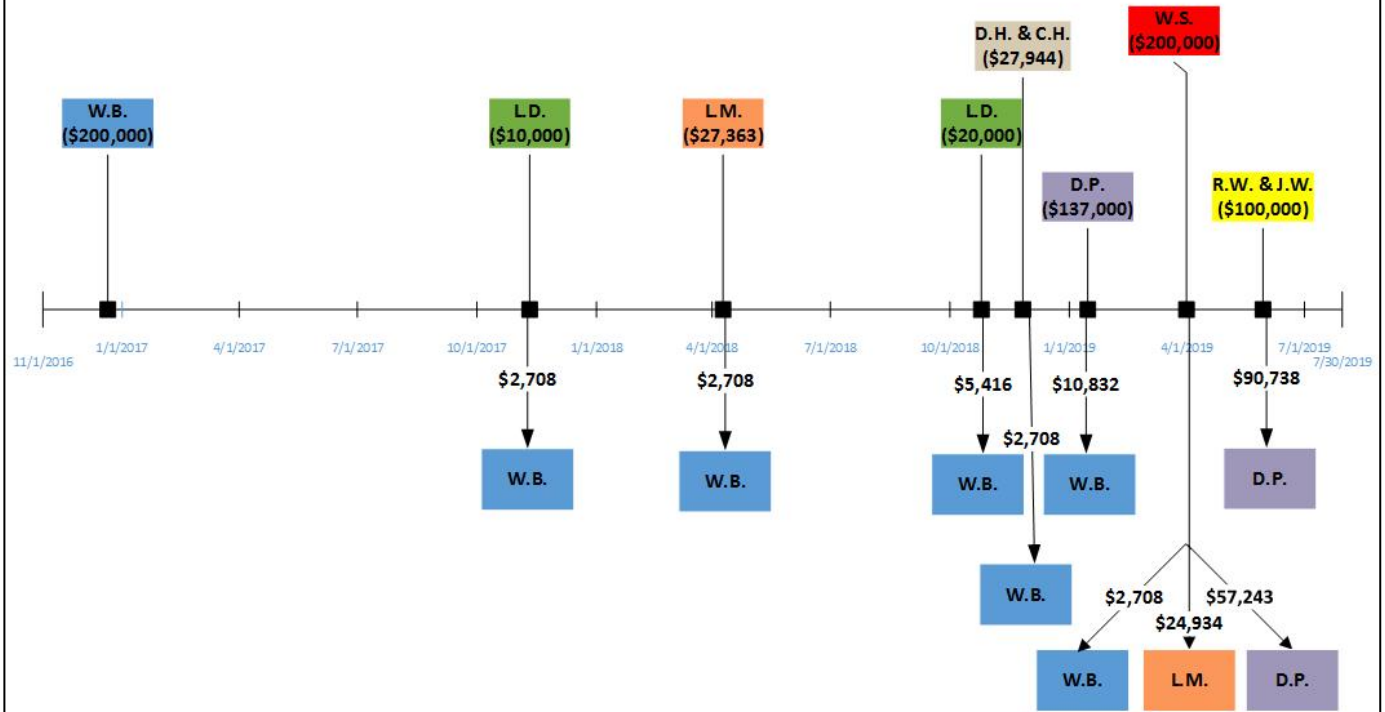 W.S.
($200,000)
D.H. & C.H.
($27,944)
W.B.
($200,000)
L.D.
($10,000)
L.M.
($27,363)
L.D.
($20,000)
D.P.
($137,000)
R.W. & J.W.
($100,000)
11/1/2016
1/1/2017
4/1/2017
7/1/2017
10/1/2017
1/1/2018
4/1/2018
7/1/2018
10/1/2018
1/1/2019
4/1/2019
7/1/2019
7/30/2019
$2,708
$2,708
$5,416
$10,832
$90,738
$2,708
W.B.
W.B.
W.B.
W.B.
D.P.
W.B.
$2,708
$57,243
$24,934
W.B.
L.M.
D.P.